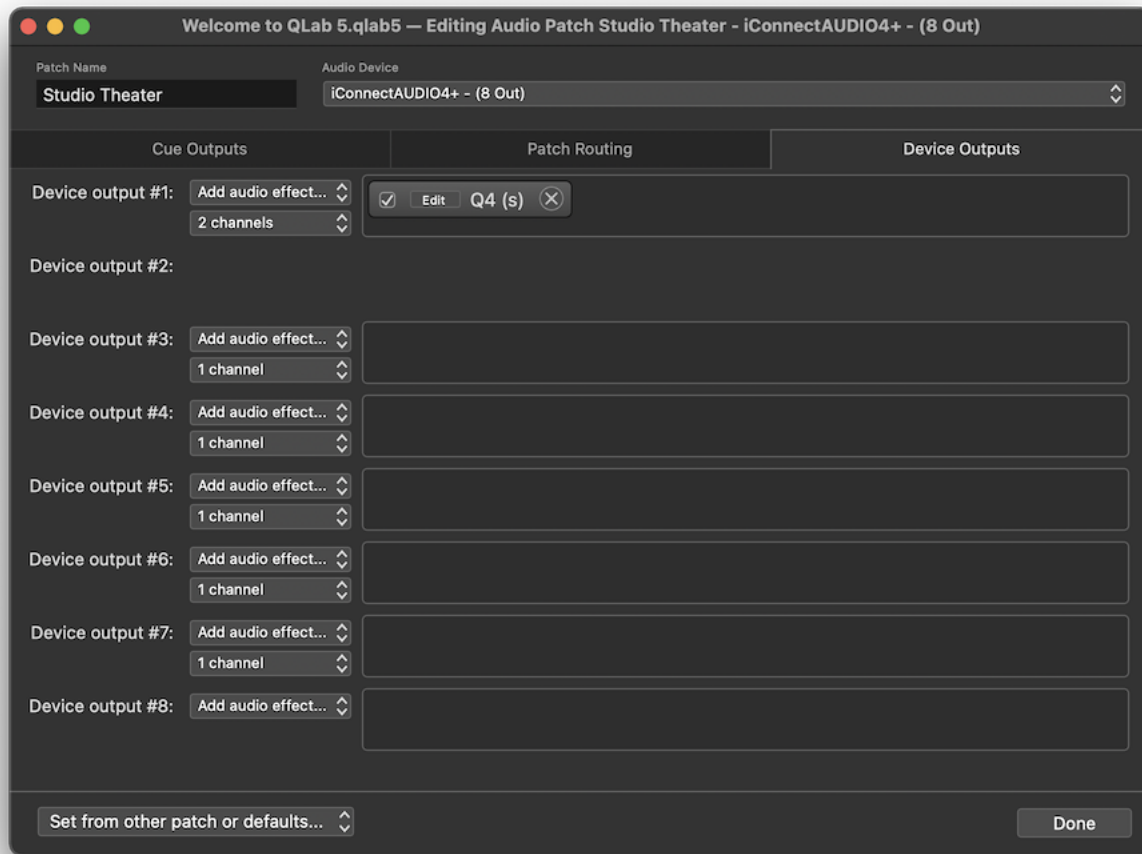 Welcome to QLab 5.qlab5 — Editing Audio Patch Studio Theater - iConnectAUDIO4+ - (8 Out)
Patch Name
Audio Device
Studio Theater
iConnectAUDIO4+ - (8 Out)
Cue Outputs
Patch Routing
Device Outputs
Device output #1:
Add audio effect...
Edit
Q4 (s)
2 channels
Device output #2:
Device output #3:
Add audio effect...
1 channel
Device output #4:
Add audio effect...
1 channel
Device output #5:
Add audio effect...
1 channel
Device output #6:
Add audio effect...
1 channel
Device output #7:
Add audio effect...
1 channel
Device output #8:
Add audio effect...
Set from other patch or defaults...
Done